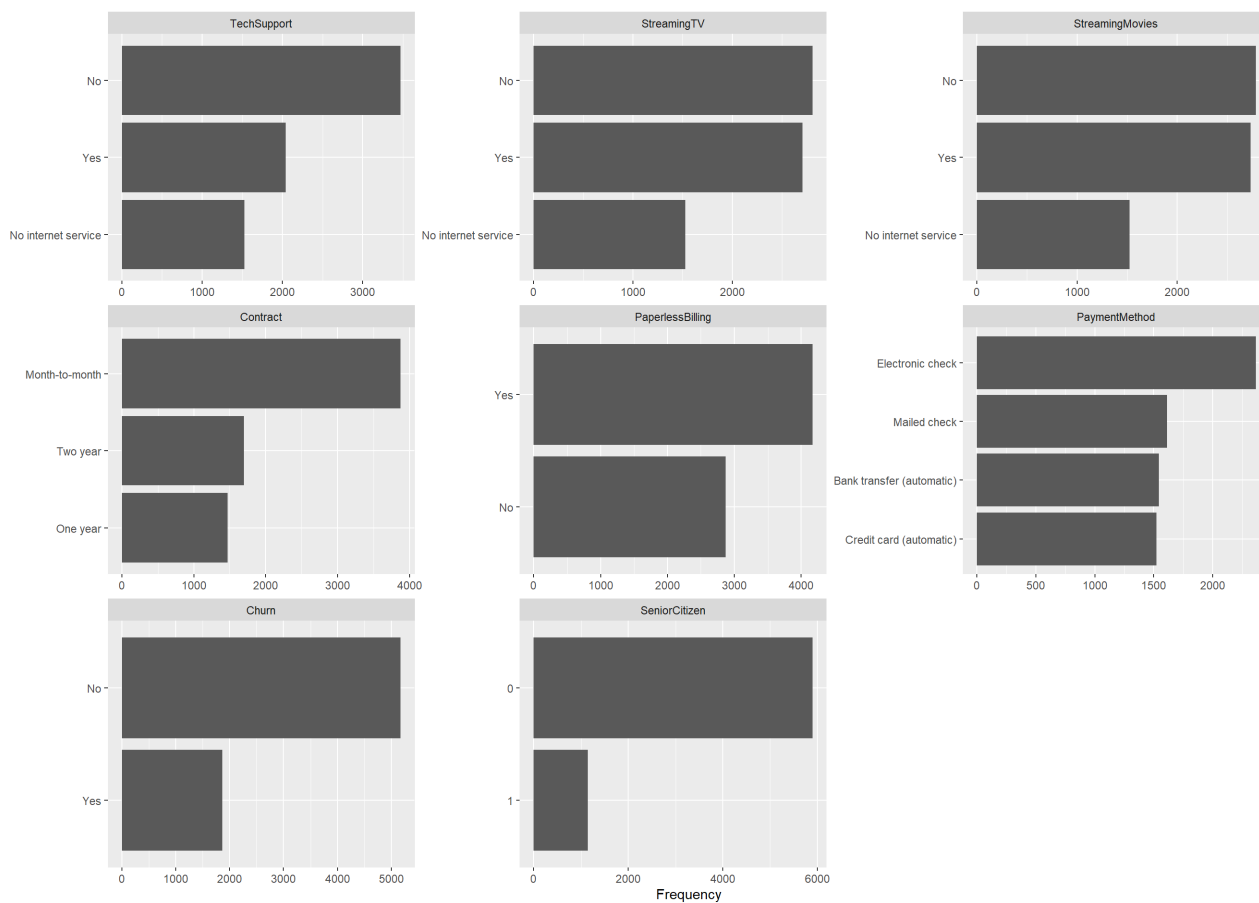 TechSupport
No
Yes
No internet service
0 1000 2000 3000
StreamingTV
No
Yes
No internet service
0 1000 2000
StreamingMovies
No
Yes
No internet service
0 1000 2000
Contract
Month-to-month
Two year
One year
0 1000 2000 3000 4000
PaperlessBilling
Yes
No
0 1000 2000 3000 4000
PaymentMethod
Electronic check
Mailed check
Bank transfer (automatic)
Credit card (automatic)
0 500 1000 1500 2000
Churn
No
Yes
0 1000 2000 3000 4000 5000
SeniorCitizen
0
1
0 2000 4000 6000
Frequency